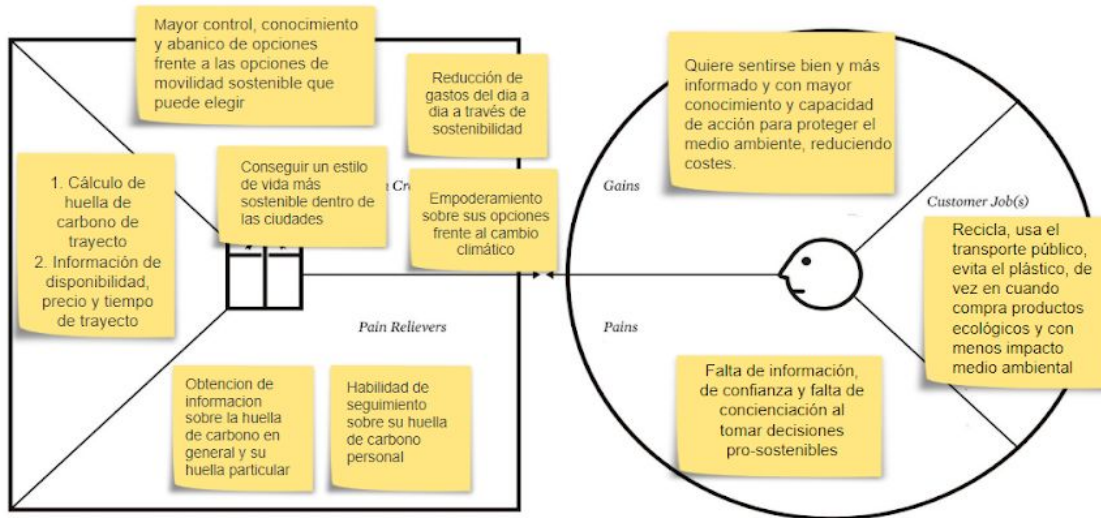 Mayor control, conocimiento
y abanico de opciones
frente a las opciones de
movilidad sostenible que
puede elegir
Reducción de
gastos del dia a
dia a través de
sostenibilidad
1. Cálculo de
huella de
carbono de
trayecto
2. Información de
disponibilidad,
precio y tiempo
de trayecto
Conseguir un estilo
de vida más
sostenible dentro de
las ciudades
Empoderamiento
sobre sus opciones
frente al cambio
climático
Pain Relievers
Obtencion de
informacion
sobre la huella
de carbono en
general y su
huella particular
Habilidad de
seguimiento
sobre su huella
de carbono
personal
Quiere sentirse bien y más
informado y con mayor
conocimiento y capacidad
de acción para proteger el
medio ambiente, reduciendo
costes.
Gains
Customer Job(s)
Recicla, usa el
transporte público,
evita el plástico, de
vez en cuando
compra productos
ecológicos y con
menos impacto
medio ambiental
Pains
Falta de información,
de confianza y falta de
concienciación al
tomar decisiones
pro-sostenibles